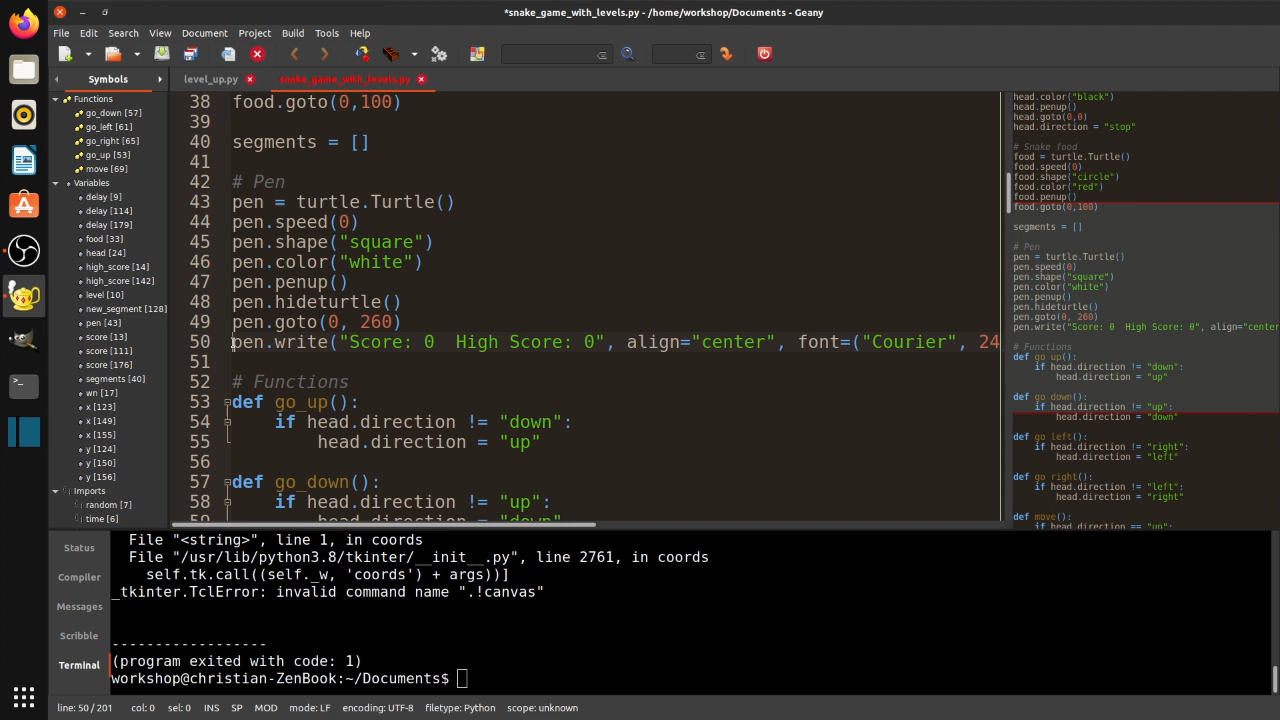 *snake_game_with_levels.py - /home/workshop/Documents - Geany
File Edit Search View Document Project Build Tools Help
Symbols
level_up.py
snake_game_with_levels.py
Functions
go_down [57]
go_left [61]
go_right [65]
go_up [53]
move [69]
Variables
delay [9]
delay [114]
delay [179]
food [33]
head [24]
high_score [14]
high_score [142]
level [10]
new_segment [128]
pen [43]
score [13]
score [111]
score [176]
segments [40]
wn [17]
x [123]
x [149]
x [155]
y [124]
y [150]
y [156]
Imports
random [7]
time [6]
38 food.goto(0,100)
39
40 segments = []
41
42 # Pen
43 pen = turtle.Turtle()
44 pen.speed(0)
45 pen.shape("square")
46 pen.color("white")
47 pen.penup()
48 pen.hideturtle()
49 pen.goto(0, 260)
50 pen.write("Score: 0  High Score: 0", align="center", font=("Courier", 24
51
52 # Functions
53 def go_up():
54     if head.direction != "down":
55         head.direction = "up"
56
57 def go_down():
58     if head.direction != "up":
59         head.direction = "down"
head.color("black")
head.penup()
head.goto(0,0)
head.direction = "stop"
# Snake food
food = turtle.Turtle()
food.speed(0)
food.shape("circle")
food.color("red")
food.penup()
food.goto(0,100)
segments = []
# Pen
pen = turtle.Turtle()
pen.speed(0)
pen.shape("square")
pen.color("white")
pen.penup()
pen.hideturtle()
pen.goto(0, 260)
pen.write("Score: 0  High Score: 0", align="center
# Functions
def go_up():
    if head.direction != "down":
        head.direction = "up"
def go_down():
    if head.direction != "up":
        head.direction = "down"
def go_left():
    if head.direction != "right":
        head.direction = "left"
def go_right():
    if head.direction != "left":
        head.direction = "right"
def move():
    if head.direction == "up":
Status
Compiler
Messages
Scribble
Terminal
File "<string>", line 1, in coords
File "/usr/lib/python3.8/tkinter/__init__.py", line 2761, in coords
self.tk.call((self._w, 'coords') + args))]
_tkinter.TclError: invalid command name ".!canvas"
------------------
(program exited with code: 1)
workshop@christian-ZenBook:~/Documents$
line: 50 / 201 col: 0 sel: 0 INS SP MOD mode: LF encoding: UTF-8 filetype: Python scope: unknown